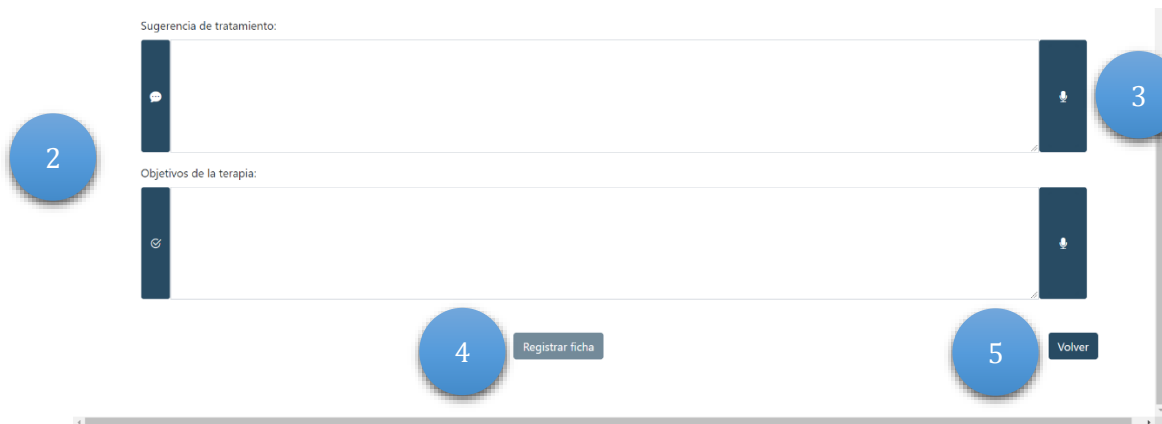 Sugerencia de tratamiento:
3
2
Objetivos de la terapia:
4
Registrar ficha
5
Volver